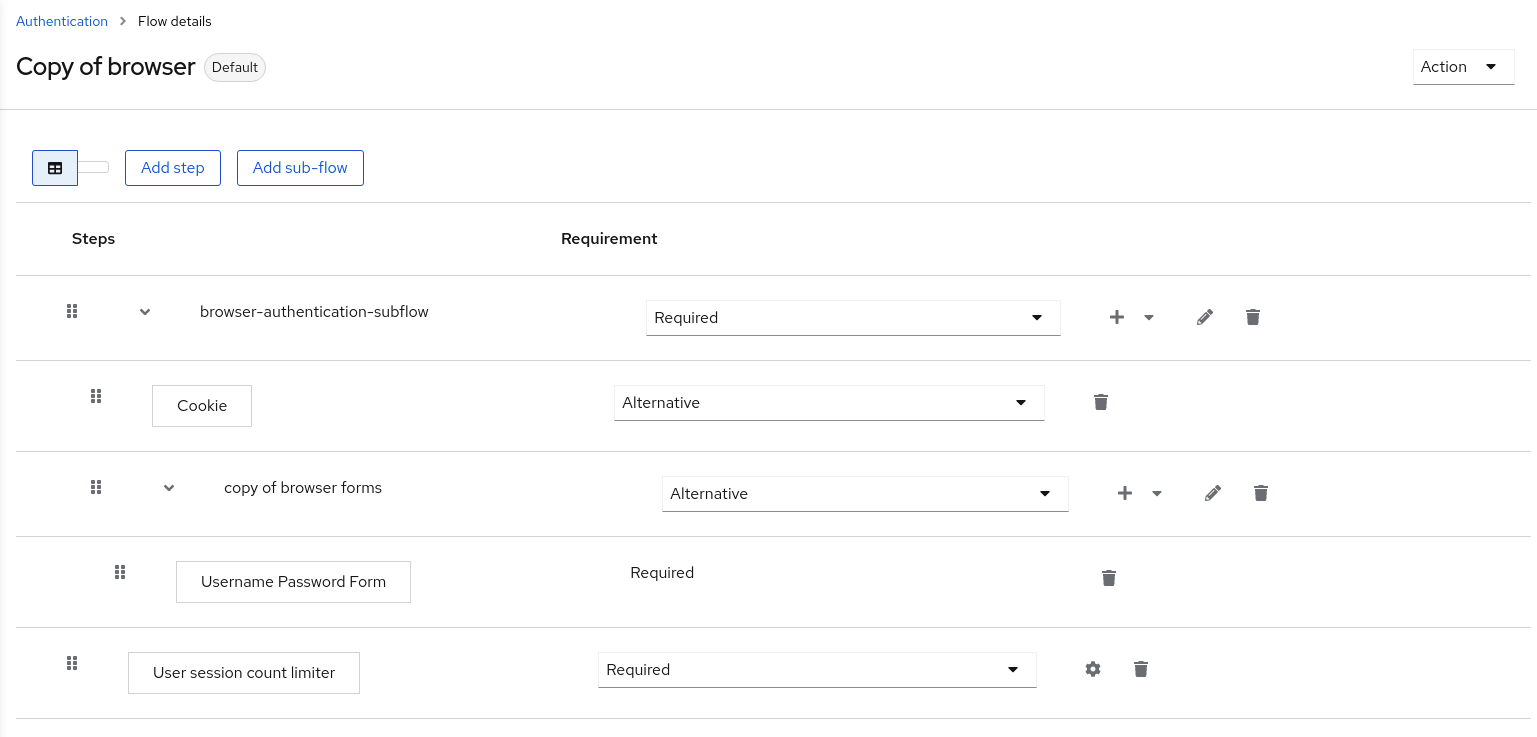 Authentication > Flow details
Copy of browser Default
Action
Add step Add sub-flow
Steps Requirement
browser-authentication-subflow Required
Cookie Alternative
copy of browser forms Alternative
Username Password Form Required
User session count limiter Required